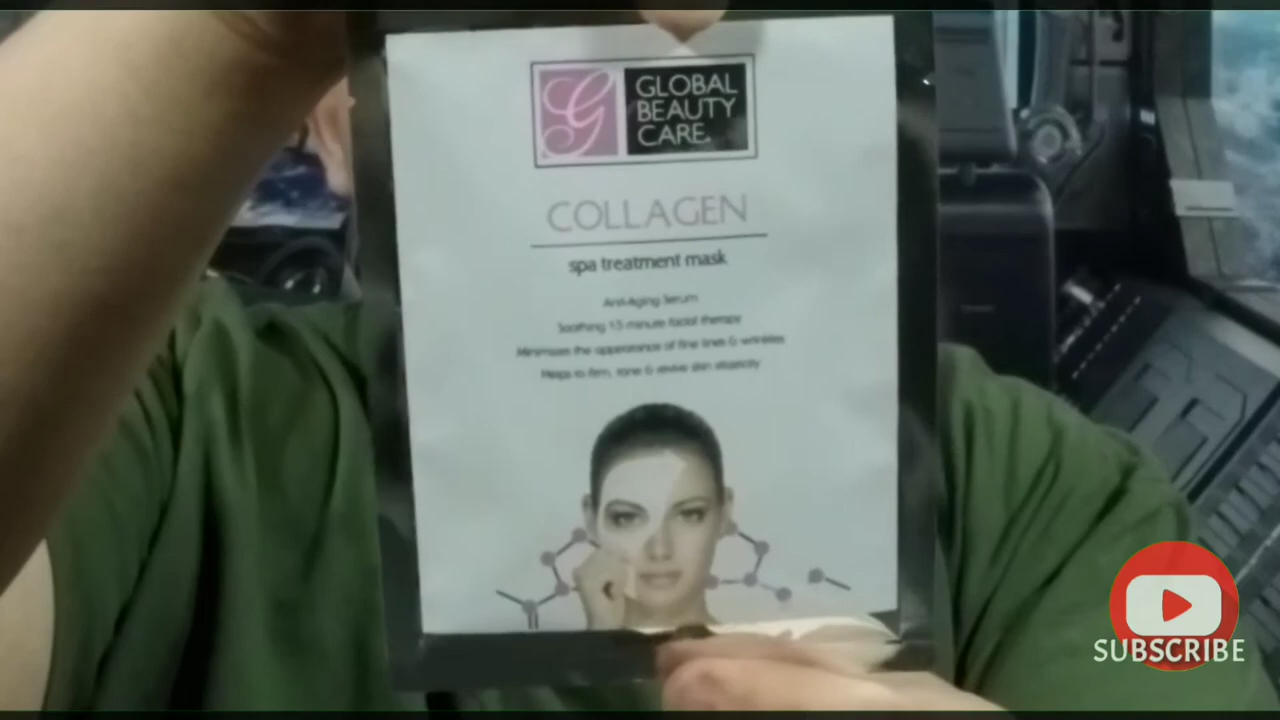 GLOBAL
BEAUTY
CARE.
COLLAGEN
spa treatment mask
Anti-Aging Serum
Soothing 15 minute facial therapy
Minimizes the appearance of fine lines & wrinkles
Helps to firm, tone & revive skin elasticity
SUBSCRIBE